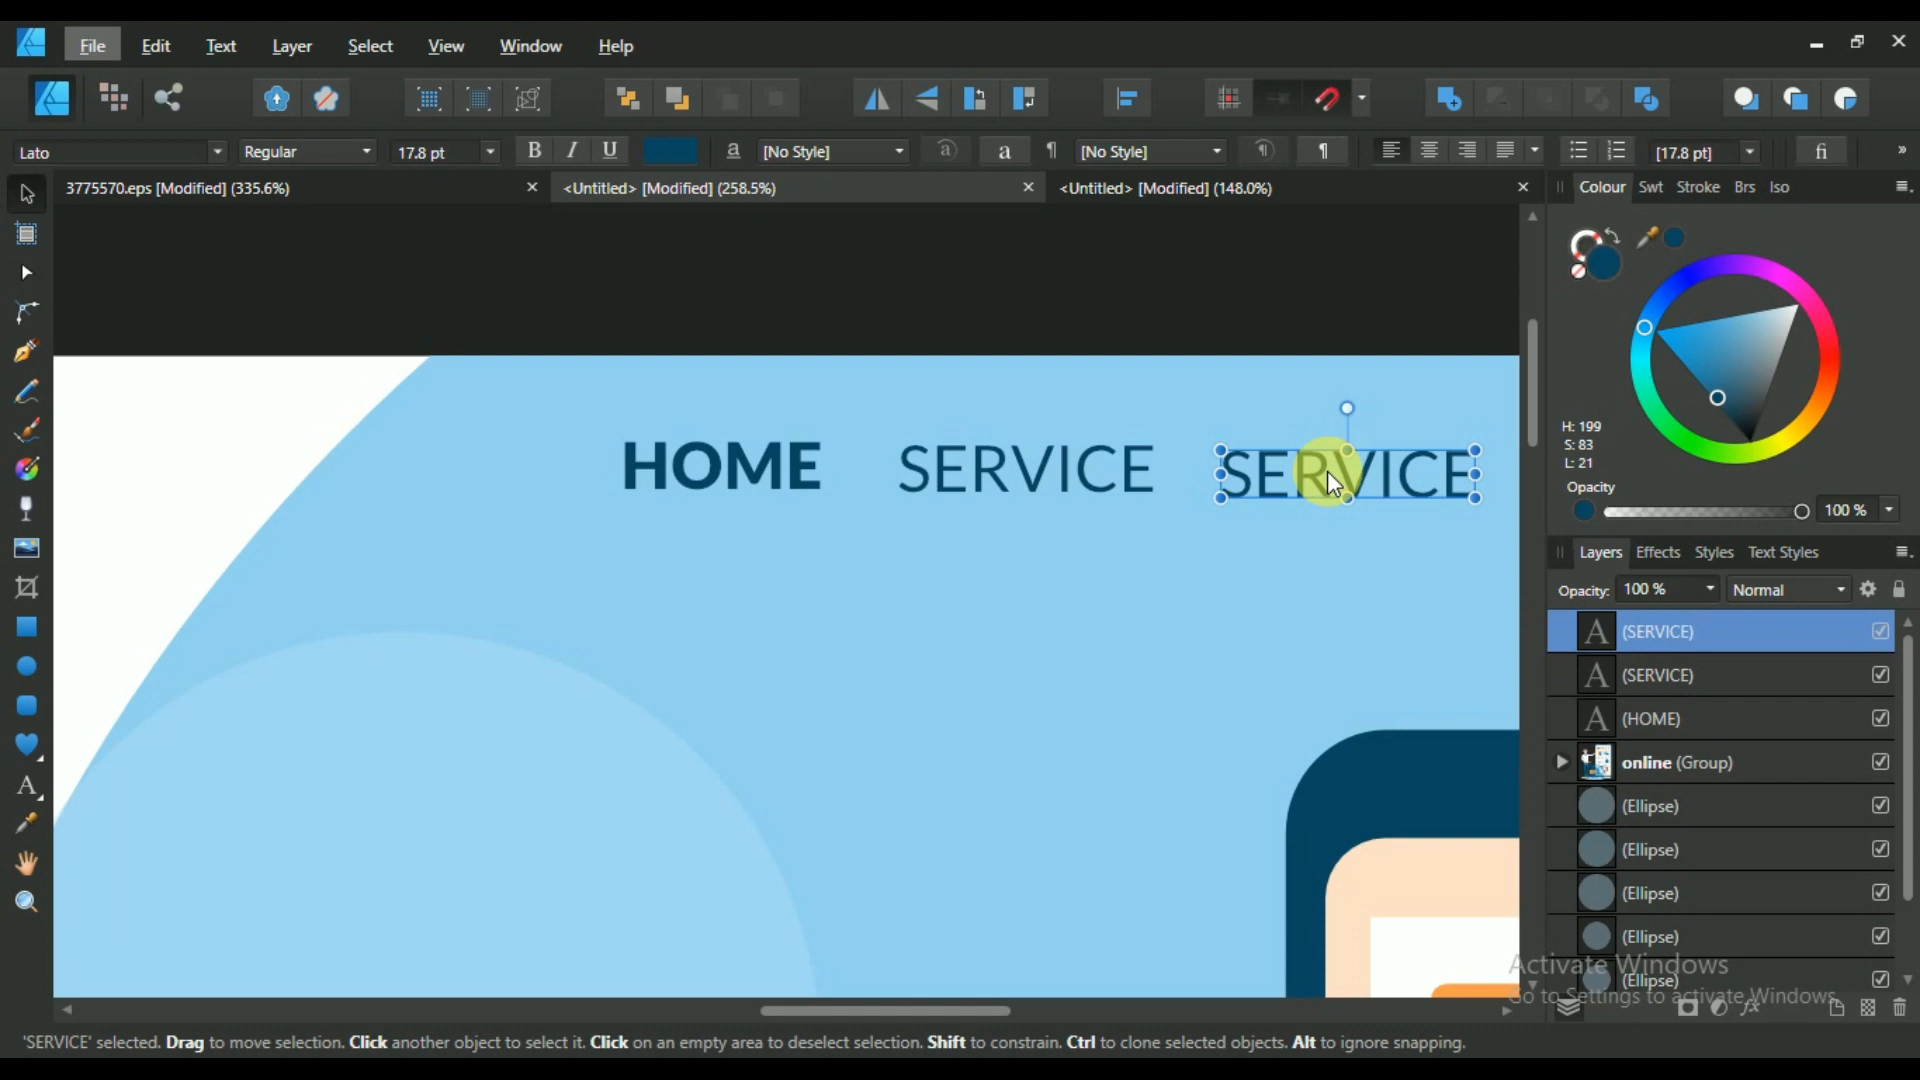 File Edit Text Layer Select View Window Help
Lato Regular 17.8 pt B I U a [No Style] a a ¶ [No Style] ¶ ¶ [17.8 pt] fi »
3775570.eps [Modified] (335.6%) <Untitled> [Modified] (258.5%) <Untitled> [Modified] (148.0%)
Colour Swt Stroke Brs Iso
H: 199
S: 83
L: 21
Opacity
100 %
HOME SERVICE SERVICE
Layers Effects Styles Text Styles
Opacity: 100 % Normal
A (SERVICE)
A (SERVICE)
A (HOME)
online (Group)
(Ellipse)
(Ellipse)
(Ellipse)
(Ellipse)
(Ellipse)
Activate Windows
Go to Settings to activate Windows.
fx
'SERVICE' selected. Drag to move selection. Click another object to select it. Click on an empty area to deselect selection. Shift to constrain. Ctrl to clone selected objects. Alt to ignore snapping.